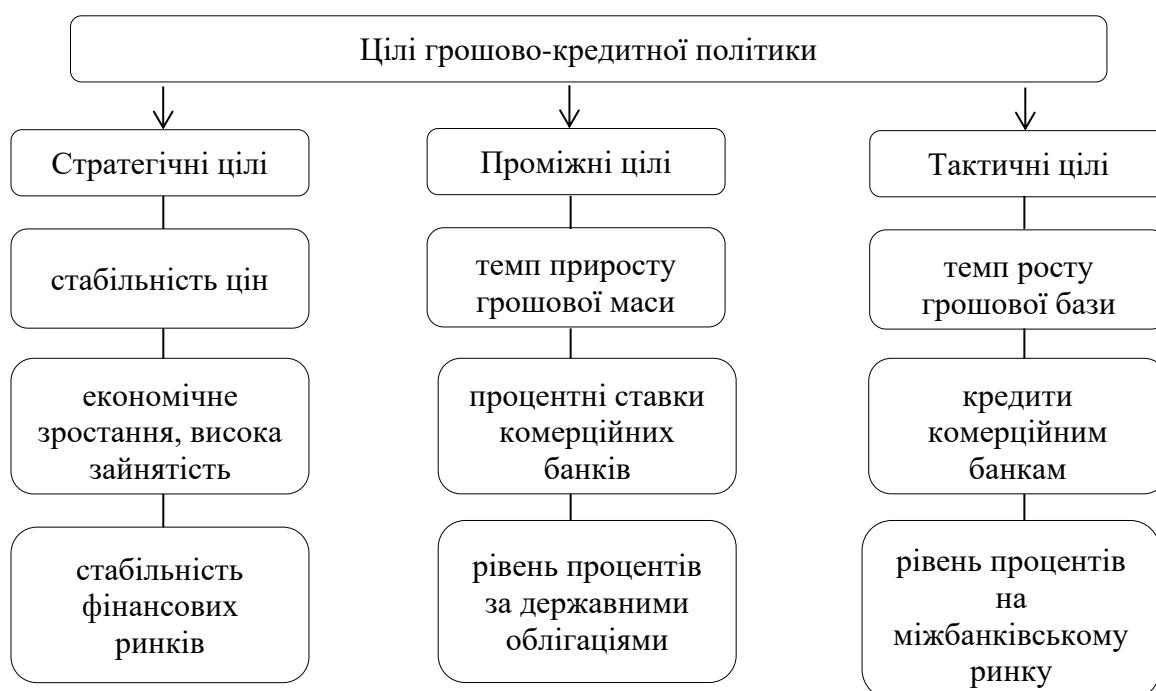 Цілі грошово-кредитної політики
Стратегічні цілі
Проміжні цілі
Тактичні цілі
стабільність цін
темп приросту
грошової маси
темп росту
грошової бази
економічне
зростання, висока
зайнятість
процентні ставки
комерційних
банків
кредити
комерційним
банкам
стабільність
фінансових
ринків
рівень процентів
за державними
облігаціями
рівень процентів
на
міжбанківському
ринку